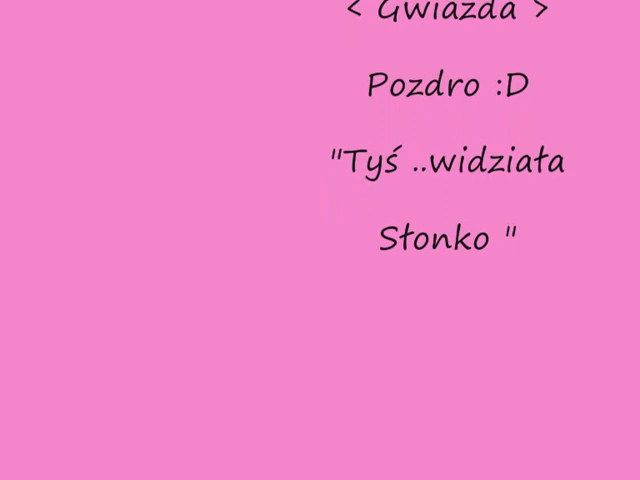 < Gwiazda >
Pozdro :D
"Tyś ..widziała
Słonko "